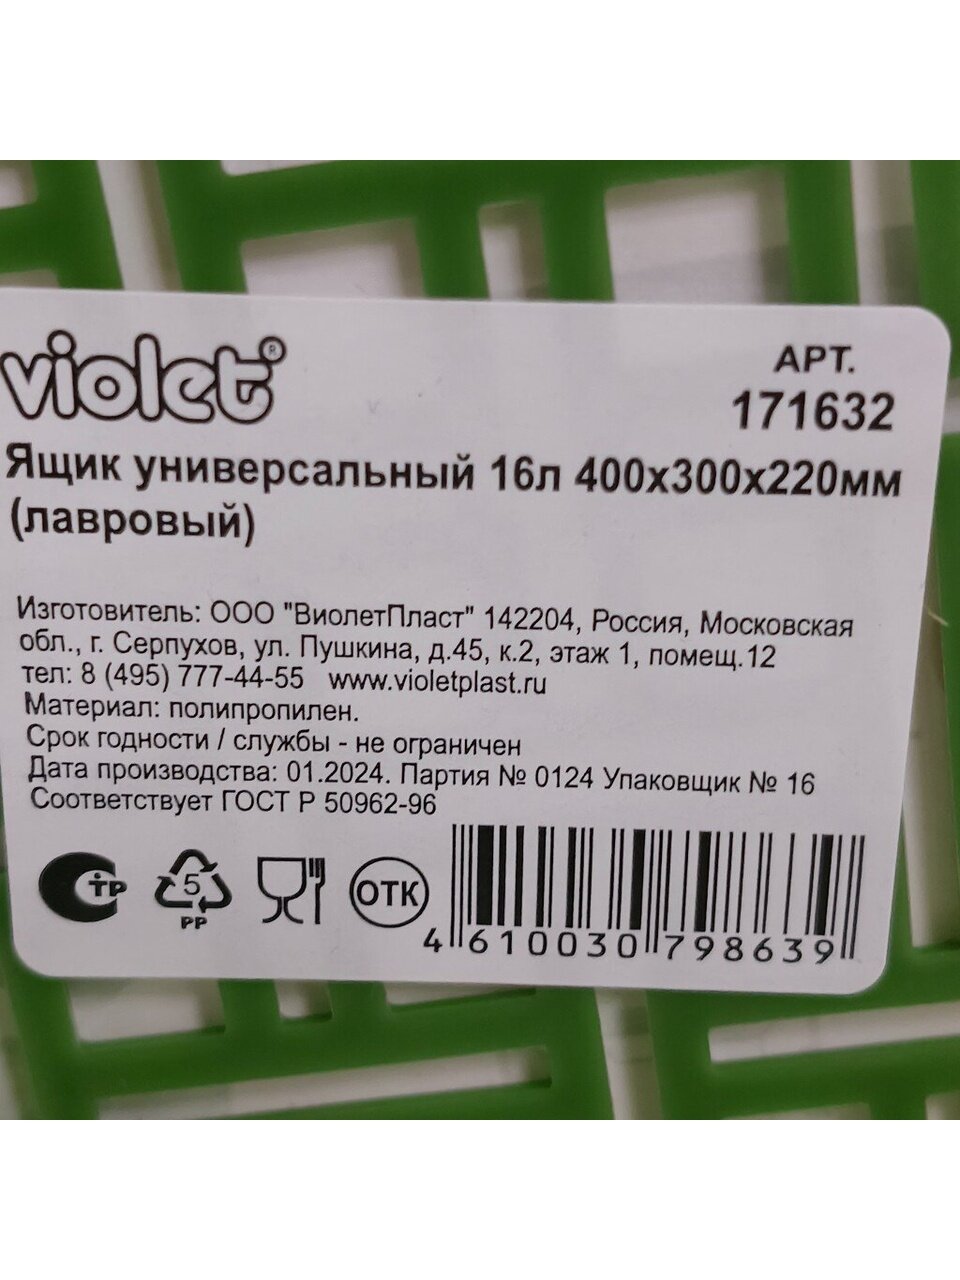 violet®
АРТ.
171632
Ящик универсальный 16л 400х300х220мм
(лавровый)
Изготовитель: ООО "ВиолетПласт" 142204, Россия, Московская
обл., г. Серпухов, ул. Пушкина, д.45, к.2, этаж 1, помещ.12
тел: 8 (495) 777-44-55 www.violetplast.ru
Материал: полипропилен.
Срок годности / службы - не ограничен
Дата производства: 01.2024. Партия № 0124 Упаковщик № 16
Соответствует ГОСТ Р 50962-96
тР
5
PP
ОТК
4 610030 798639